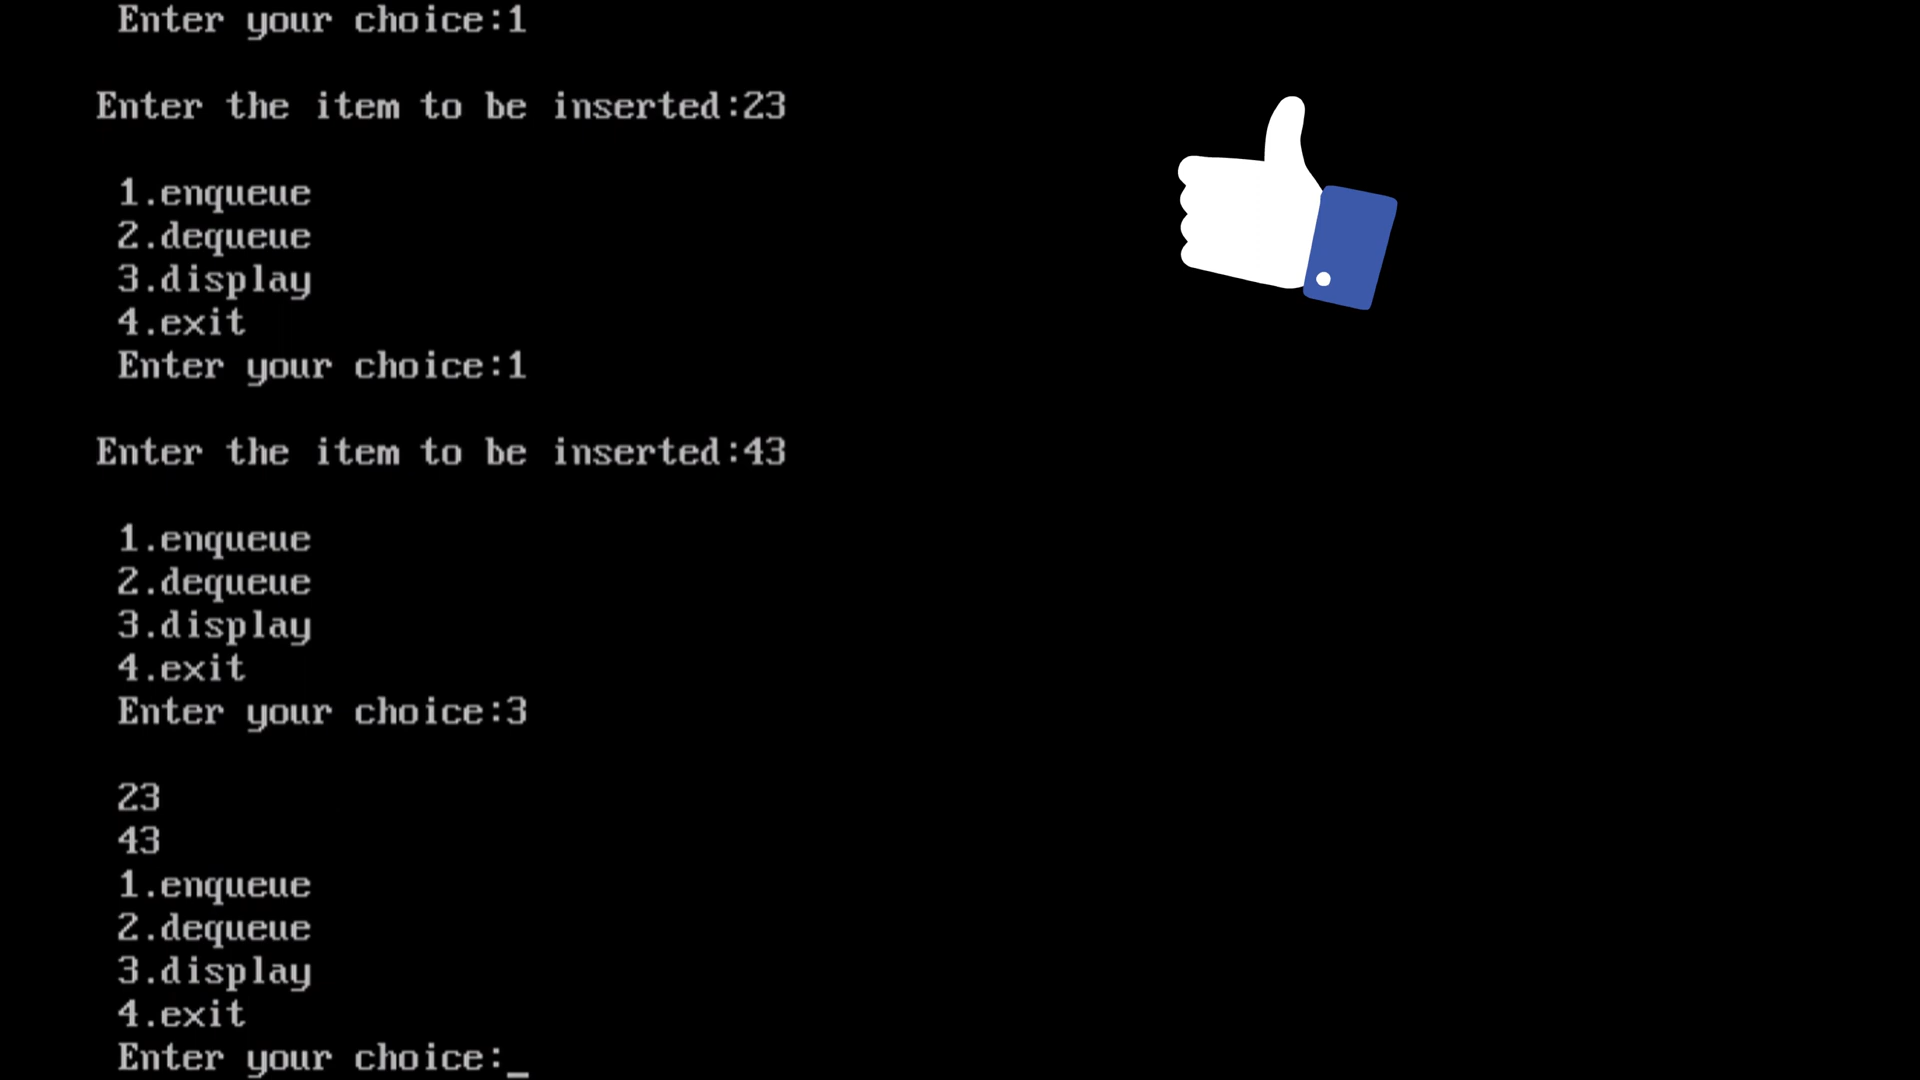 Enter your choice:1
Enter the item to be inserted:23
1.enqueue
2.dequeue
3.display
4.exit
Enter your choice:1
Enter the item to be inserted:43
1.enqueue
2.dequeue
3.display
4.exit
Enter your choice:3
23
43
1.enqueue
2.dequeue
3.display
4.exit
Enter your choice:_